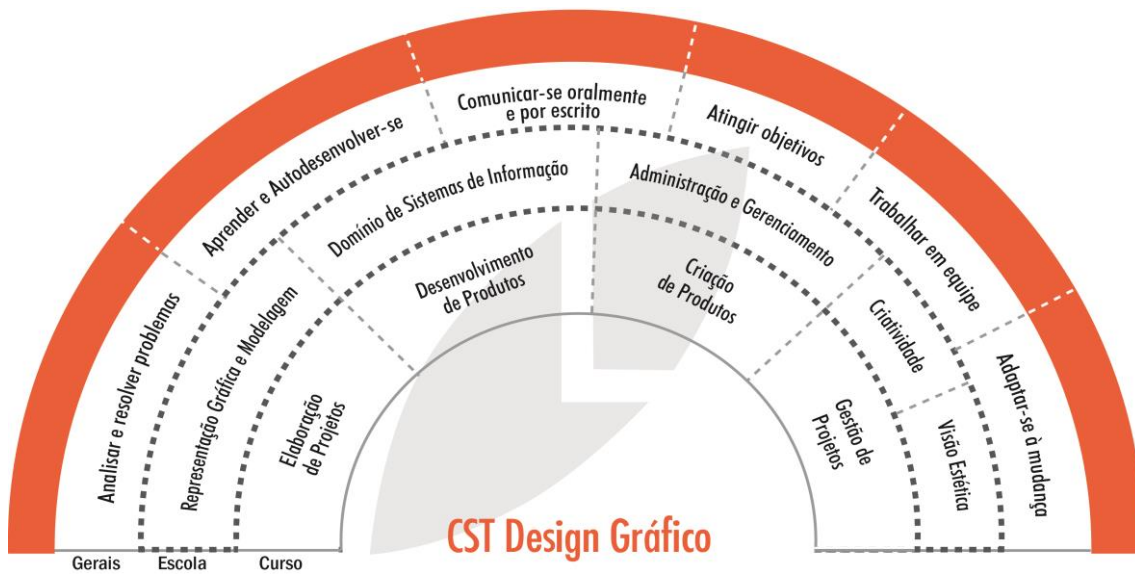 Analisar e resolver problemas
Aprender e Autodesenvolver-se
Comunicar-se oralmente
e por escrito
Atingir objetivos
Trabalhar em equipe
Adaptar-se à mudança
Representação Gráfica e Modelagem
Domínio de Sistemas de Informação
Administração e Gerenciamento
Criatividade
Visão Estética
Elaboração
de Projetos
Desenvolvimento
de Produtos
Criação
de Produtos
Gestão de
Projetos
CST Design Gráfico
Gerais
Escola
Curso